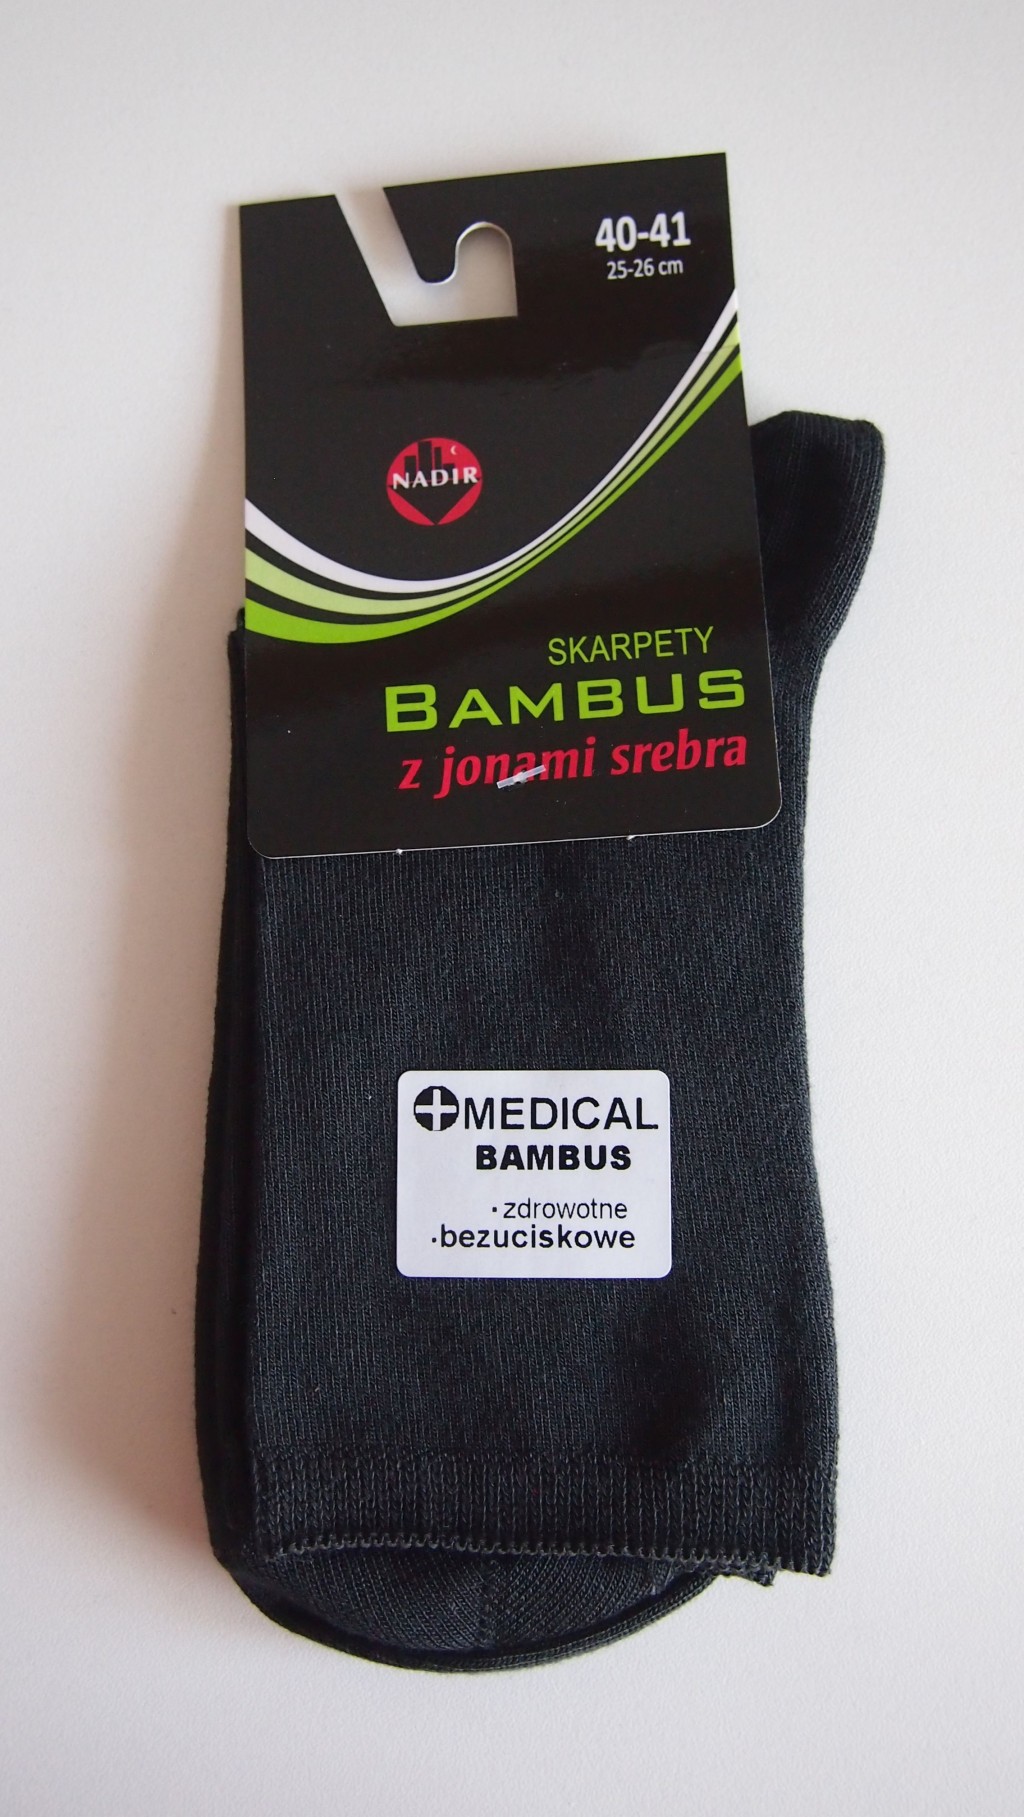 40-41
25-26 cm
NADIR
SKARPETY
BAMBUS
z jonami srebra
MEDICAL
BAMBUS
· zdrowotne
·bezuciskowe